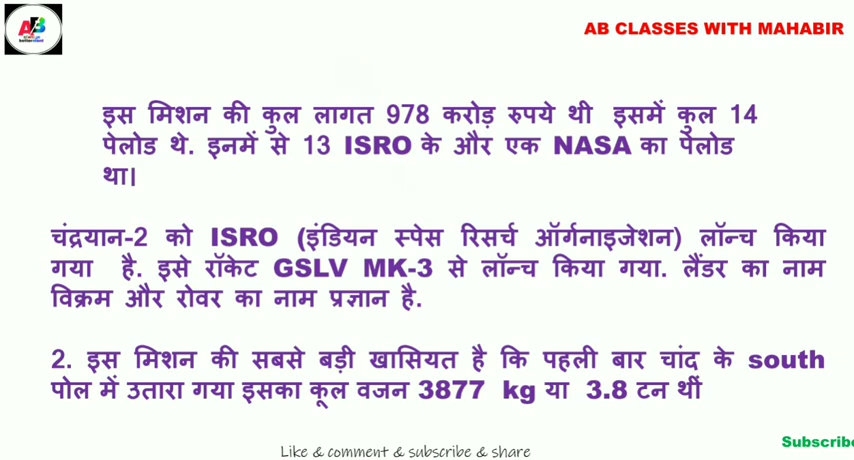 AB CLASSES WITH MAHABIR
इस मिशन की कुल लागत 978 करोड़ रुपये थी इसमें कुल 14
पेलोड थे. इनमें से 13 ISRO के और एक NASA का पेलोड
था।
चंद्रयान-2 को ISRO (इंडियन स्पेस रिसर्च ऑर्गनाइजेशन) लॉन्च किया
गया है. इसे रॉकेट GSLV MK-3 से लॉन्च किया गया. लैंडर का नाम
विक्रम और रोवर का नाम प्रज्ञान है.
2. इस मिशन की सबसे बड़ी खासियत है कि पहली बार चांद के south
पोल में उतारा गया इसका कूल वजन 3877 kg या 3.8 टन थीं
Subscribe
Like & comment & subscribe & share